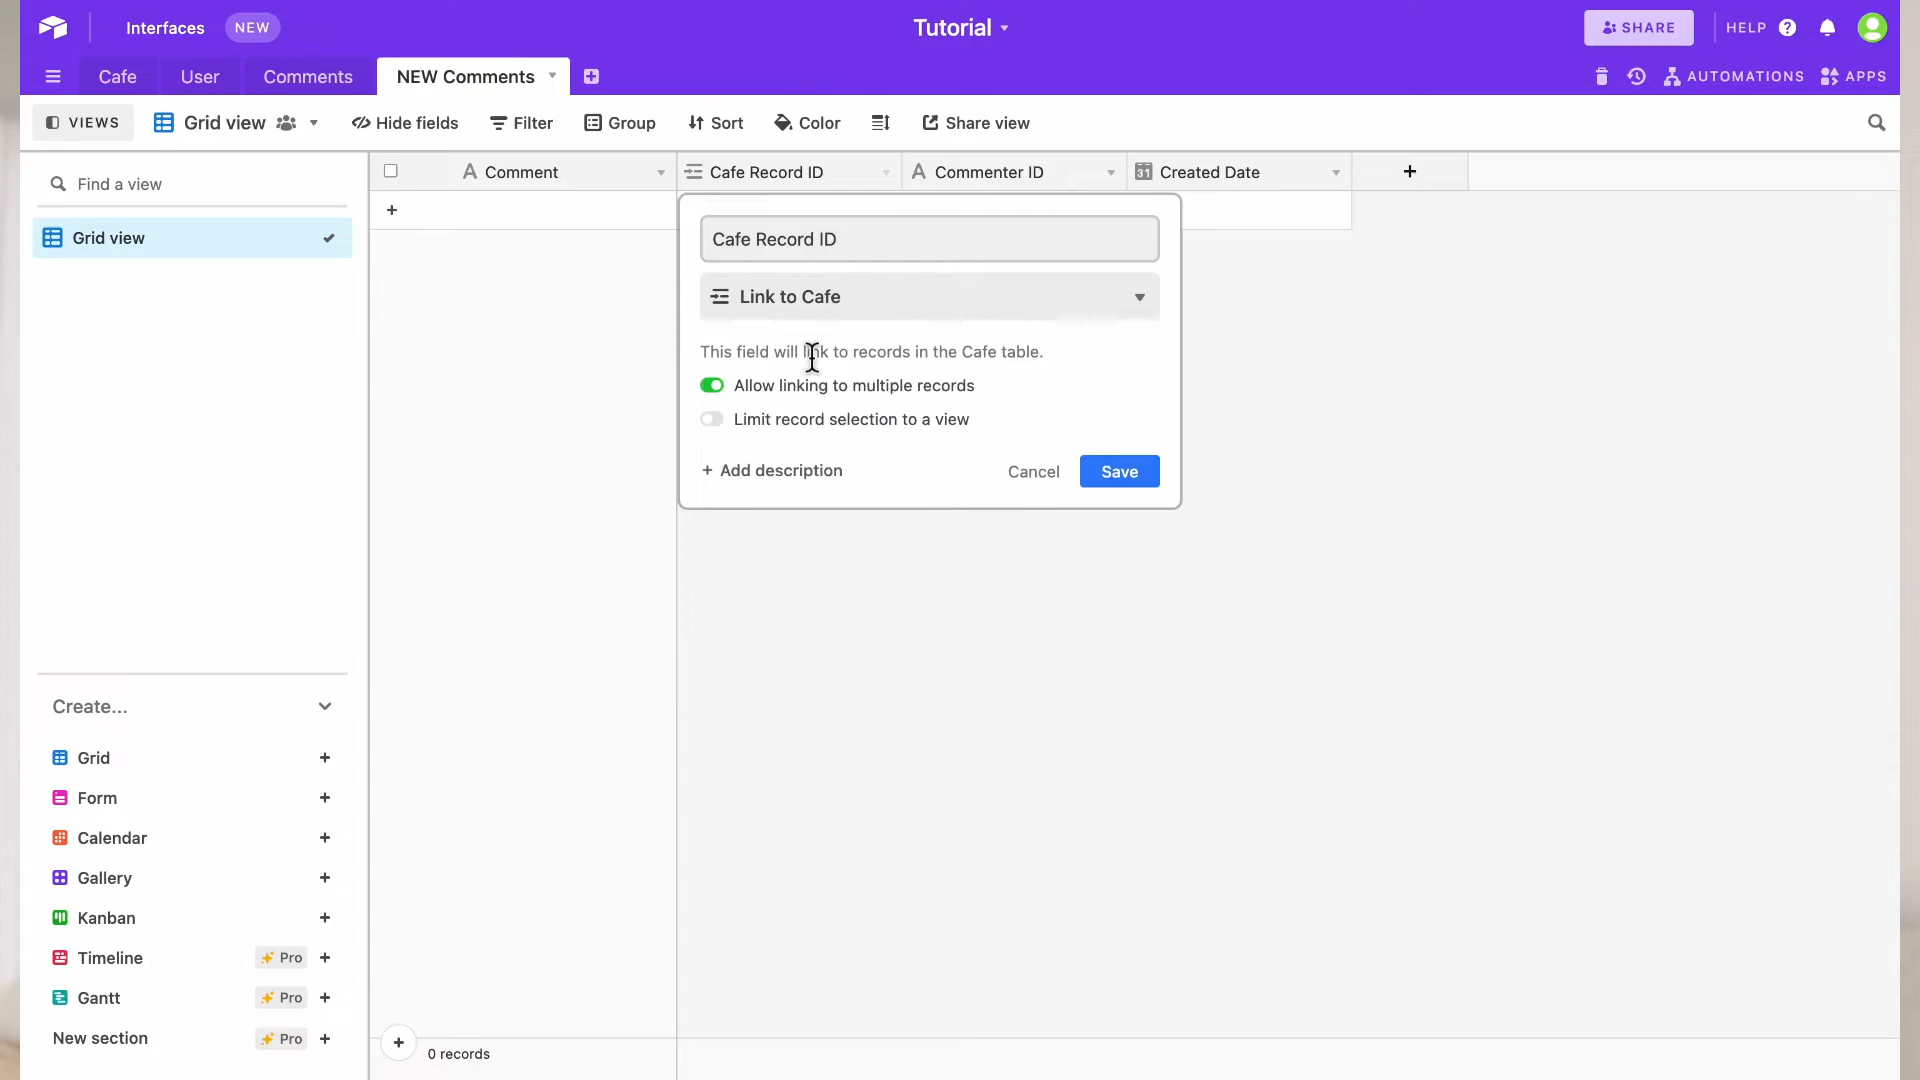 Interfaces NEW Tutorial SHARE HELP
Cafe User Comments NEW Comments AUTOMATIONS APPS
VIEWS Grid view Hide fields Filter Group Sort Color Share view
Find a view
Grid view
Comment Cafe Record ID Commenter ID 31 Created Date
Cafe Record ID
Link to Cafe
This field will link to records in the Cafe table.
Allow linking to multiple records
Limit record selection to a view
+ Add description Cancel Save
Create...
Grid +
Form +
Calendar +
Gallery +
Kanban +
Timeline Pro +
Gantt Pro +
New section Pro +
+ 0 records